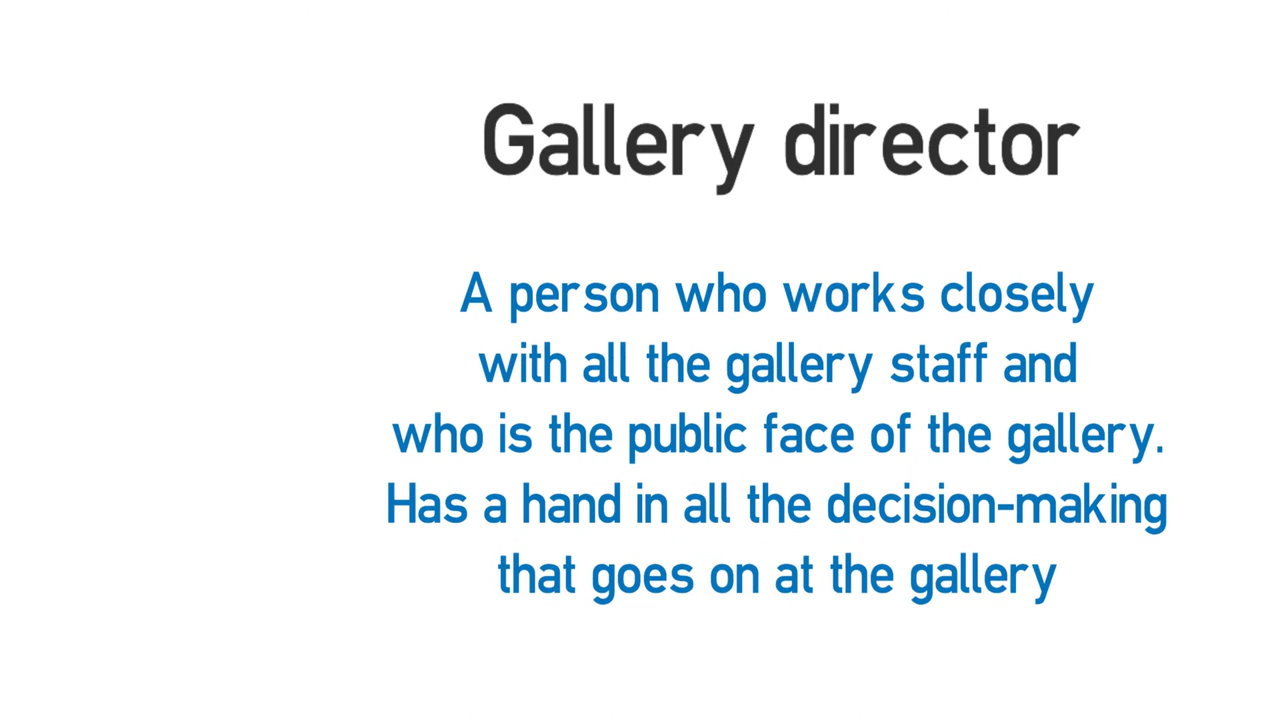 Gallery director
A person who works closely
with all the gallery staff and
who is the public face of the gallery.
Has a hand in all the decision-making
that goes on at the gallery